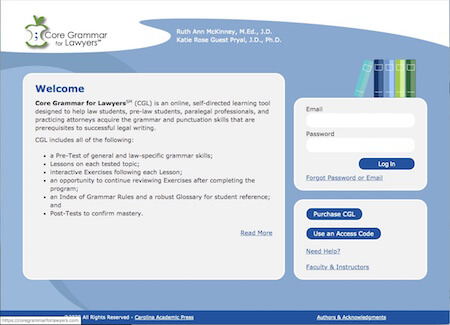 Core Grammar
for Lawyers℠
Ruth Ann McKinney, M.Ed., J.D.
Katie Rose Guest Pryal, J.D., Ph.D.
Welcome
Core Grammar for Lawyers℠ (CGL) is an online, self-directed learning tool
designed to help law students, pre-law students, paralegal professionals, and
practicing attorneys acquire the grammar and punctuation skills that are
prerequisites to successful legal writing.
CGL includes all of the following:
• a Pre-Test of general and law-specific grammar skills;
• Lessons on each tested topic;
• interactive Exercises following each Lesson;
• an opportunity to continue reviewing Exercises after completing the
program;
• an Index of Grammar Rules and a robust Glossary for student reference;
and
• Post-Tests to confirm mastery.
Read More
Email
Password
Log In
Forgot Password or Email
Purchase CGL
Use an Access Code
Need Help?
Faculty & Instructors
All Rights Reserved - Carolina Academic Press
Authors & Acknowledgments
https://coregrammarforlawyers.com